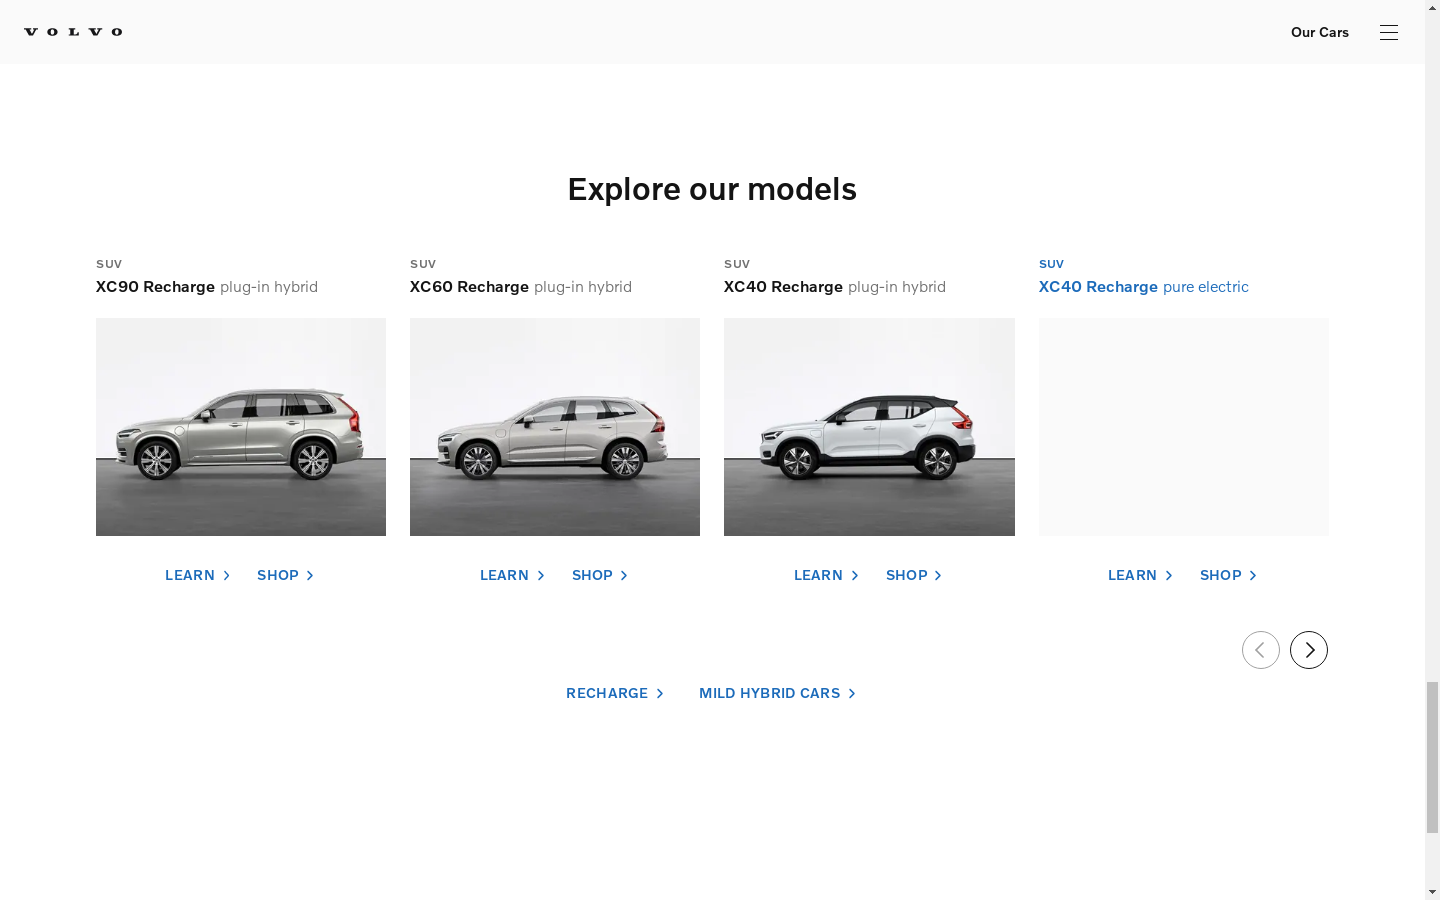 VOLVO
Our Cars
Explore our models
SUV
XC90 Recharge plug-in hybrid
LEARN
SHOP
SUV
XC60 Recharge plug-in hybrid
LEARN
SHOP
SUV
XC40 Recharge plug-in hybrid
LEARN
SHOP
SUV
XC40 Recharge pure electric
LEARN
SHOP
RECHARGE
MILD HYBRID CARS